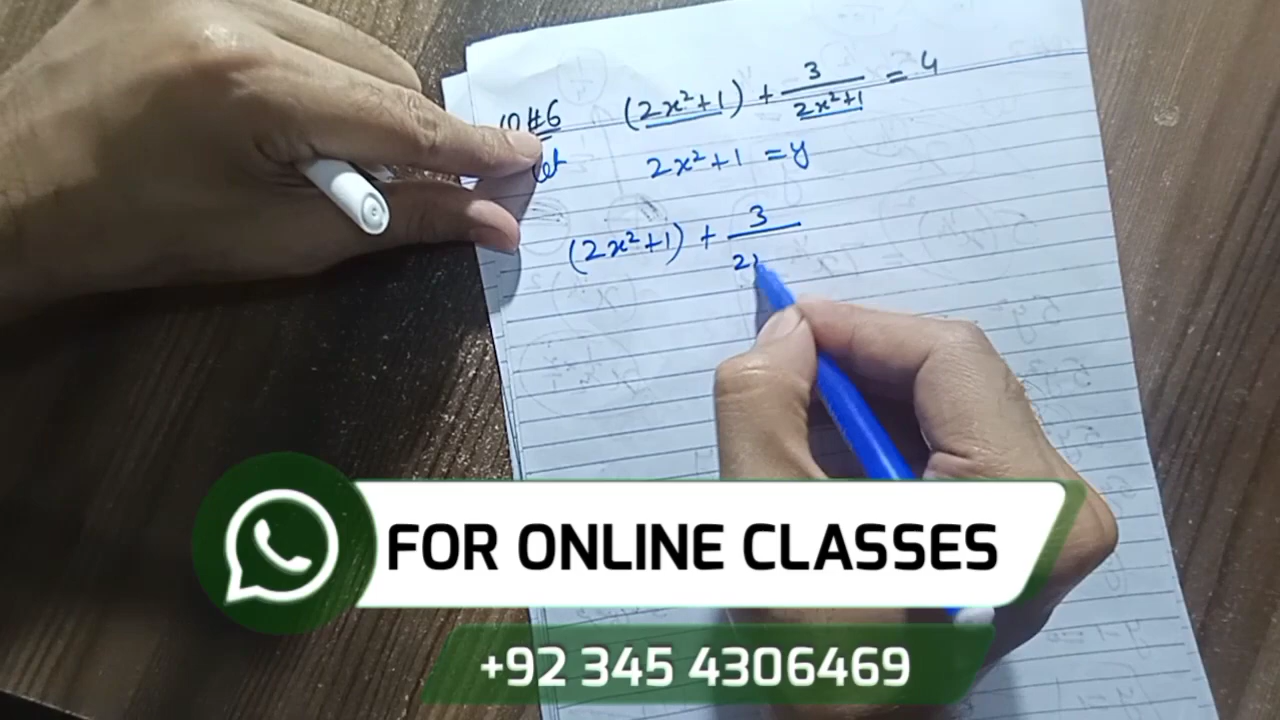 Q#6 (2x²+1) + 3/(2x²+1) = 4
Let 2x²+1 = y
(2x²+1) + 3/2x
FOR ONLINE CLASSES
+92 345 4306469